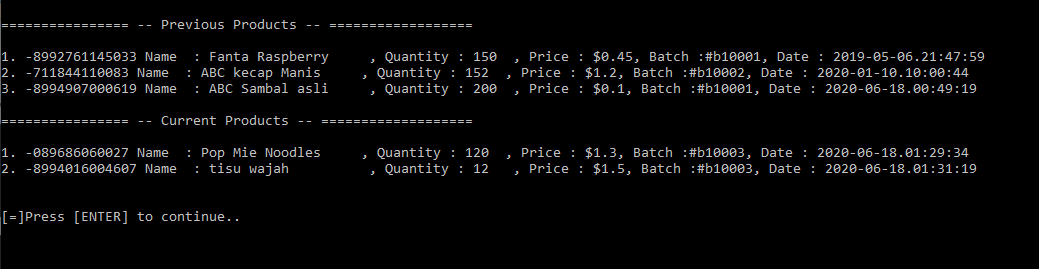 ================ -- Previous Products -- ==================
1. -8992761145033 Name  : Fanta Raspberry     , Quantity : 150  , Price : $0.45, Batch :#b10001, Date : 2019-05-06.21:47:59
2. -711844110083 Name  : ABC kecap Manis     , Quantity : 152  , Price : $1.2, Batch :#b10002, Date : 2020-01-10.10:00:44
3. -8994907000619 Name  : ABC Sambal asli     , Quantity : 200  , Price : $0.1, Batch :#b10001, Date : 2020-06-18.00:49:19
================ -- Current Products -- ===================
1. -089686060027 Name  : Pop Mie Noodles     , Quantity : 120  , Price : $1.3, Batch :#b10003, Date : 2020-06-18.01:29:34
2. -8994016004607 Name  : tisu wajah          , Quantity : 12   , Price : $1.5, Batch :#b10003, Date : 2020-06-18.01:31:19
[=]Press [ENTER] to continue..